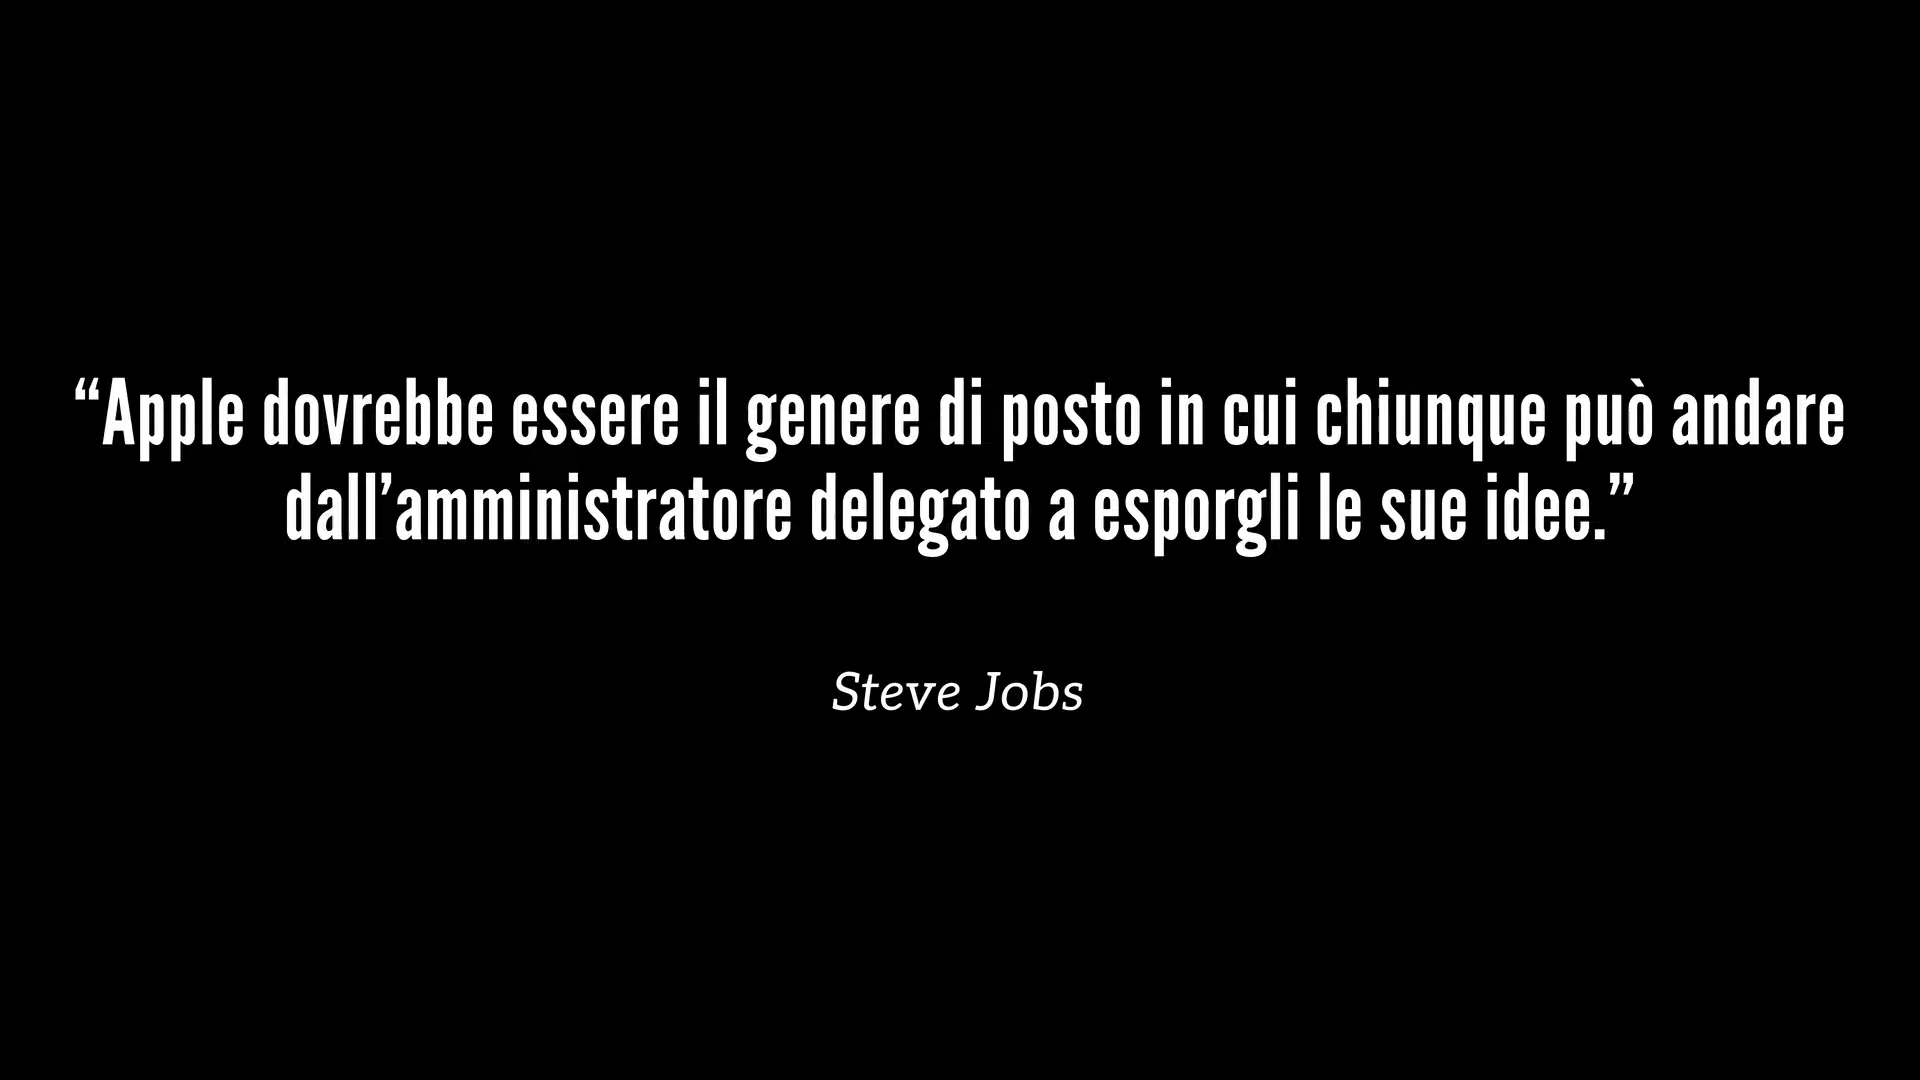 “Apple dovrebbe essere il genere di posto in cui chiunque può andare
dall’amministratore delegato a esporgli le sue idee.”
Steve Jobs